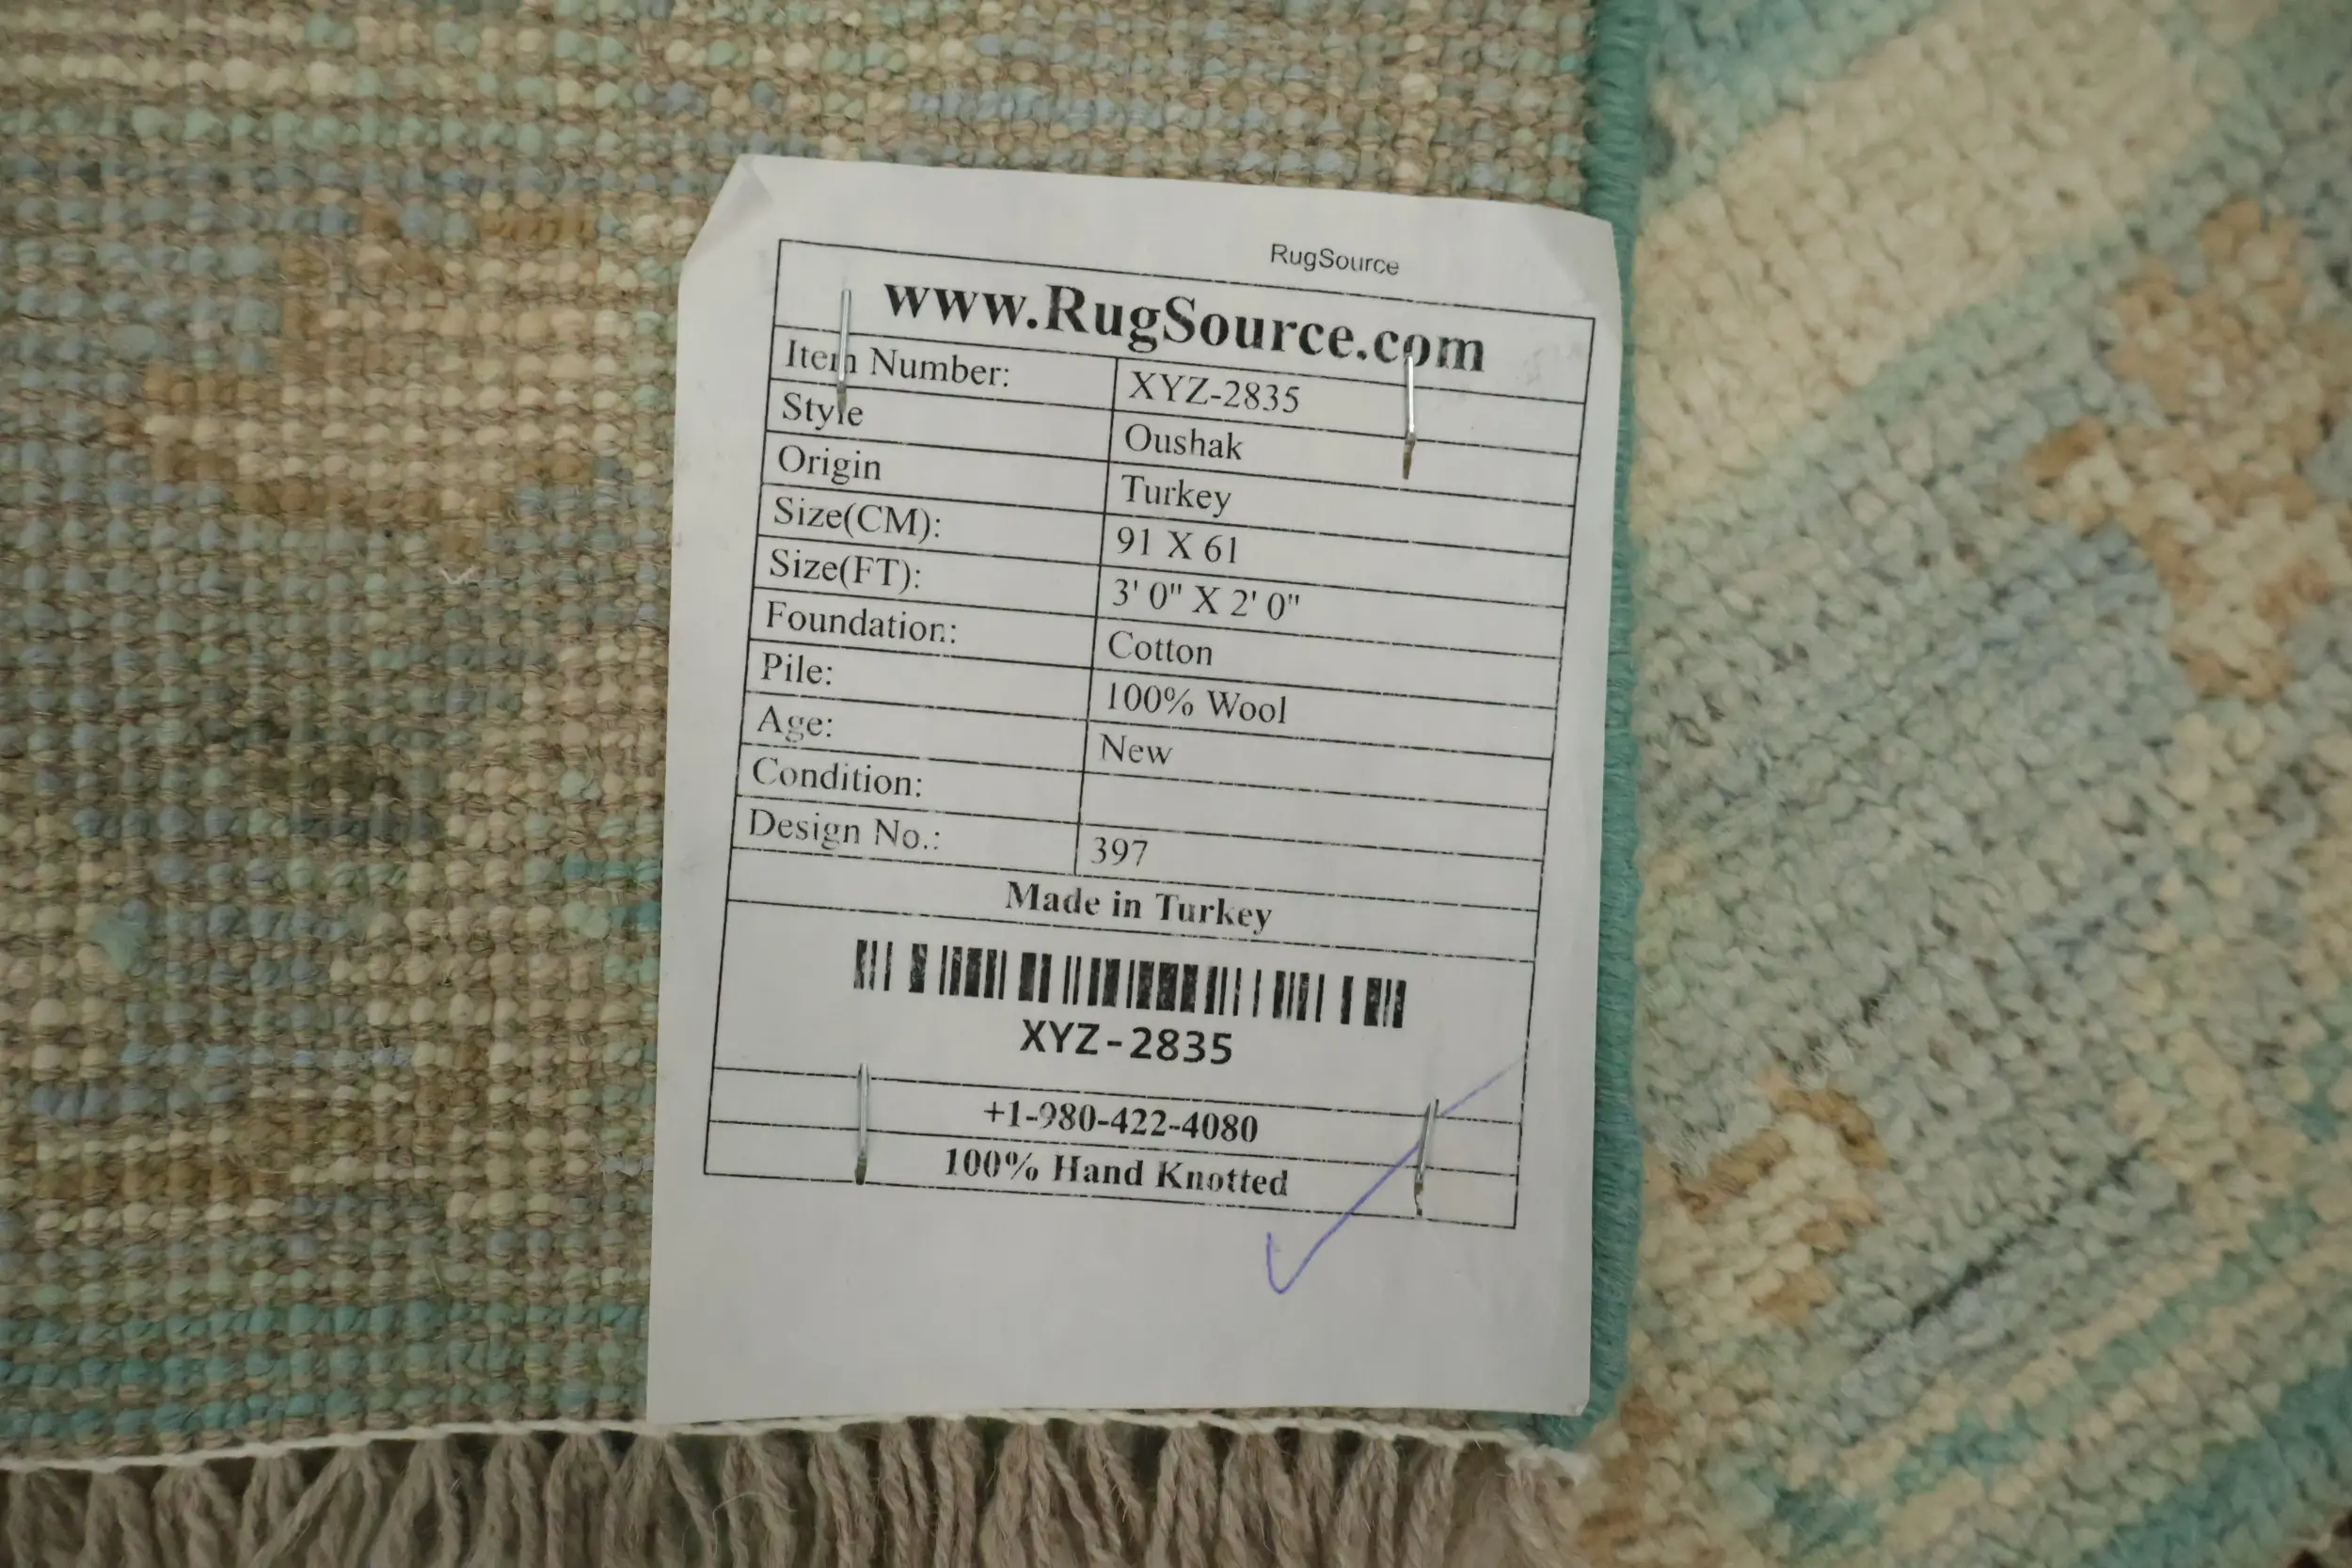 RugSource
www.RugSource.com
Item Number: XYZ-2835
Style Oushak
Origin Turkey
Size(CM): 91 X 61
Size(FT): 3' 0" X 2' 0"
Foundation: Cotton
Pile: 100% Wool
Age: New
Condition:
Design No.: 397
Made in Turkey
XYZ-2835
+1-980-422-4080
100% Hand Knotted